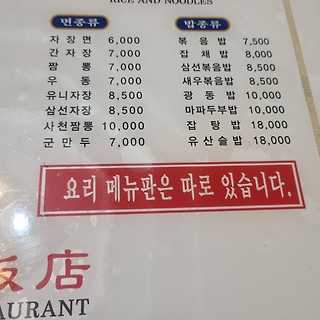 RICE AND NOODLES
면종류
자 장 면 6,000
간 자 장 7,000
짬 뽕 7,000
우 동 7,000
유니자장 8,500
삼선자장 8,500
사천짬뽕 10,000
군 만 두 7,000
밥종류
볶 음 밥 7,500
잡 채 밥 8,000
삼선볶음밥 8,500
새우볶음밥 8,500
광 동 밥 10,000
마파두부밥 10,000
잡 탕 밥 18,000
유 산 슬 밥 18,000
요리 메뉴판은 따로 있습니다.
飯店
AURANT